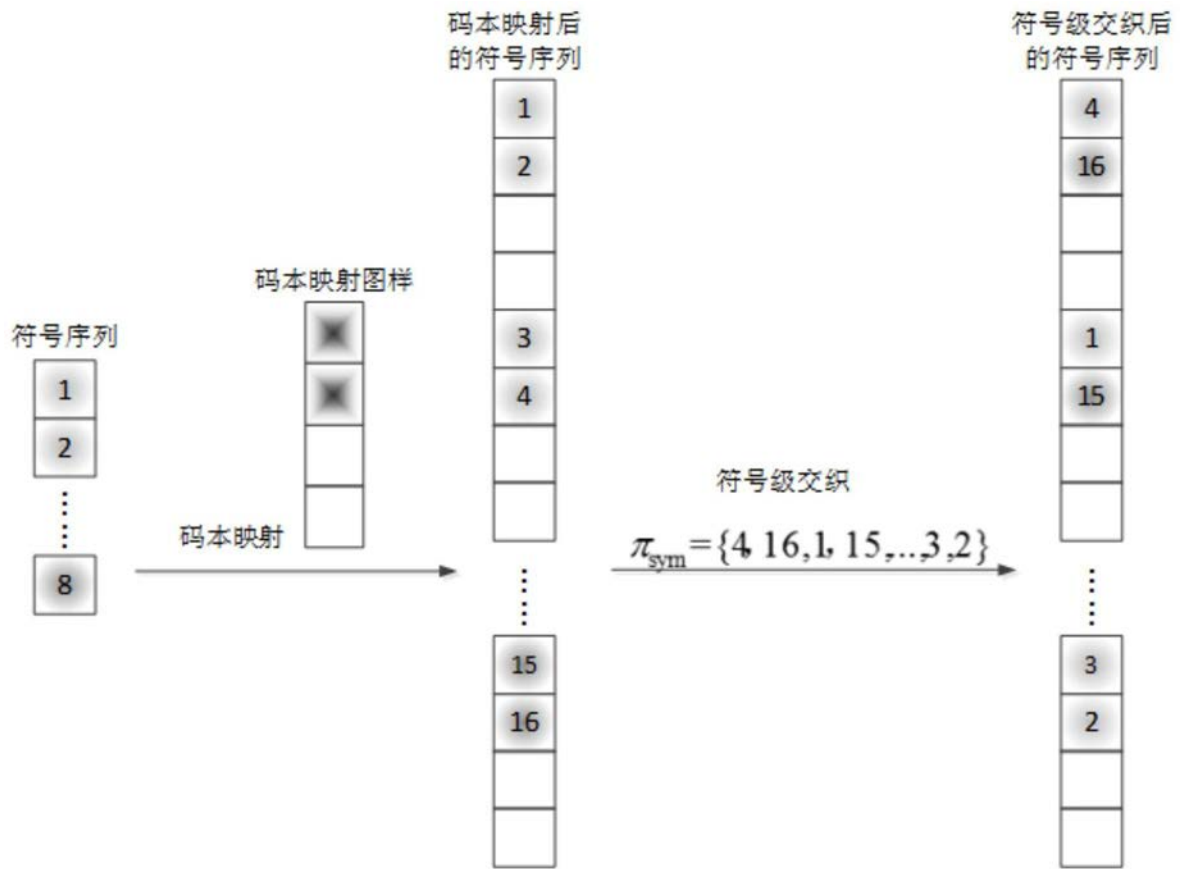 码本映射后
的符号序列
1
2
3
4
15
16
符号级交织后
的符号序列
4
16
1
15
3
2
码本映射图样
符号序列
1
2
……
8
码本映射
……
符号级交织
π_sym={4, 16,1, 15,...,3,2}
……